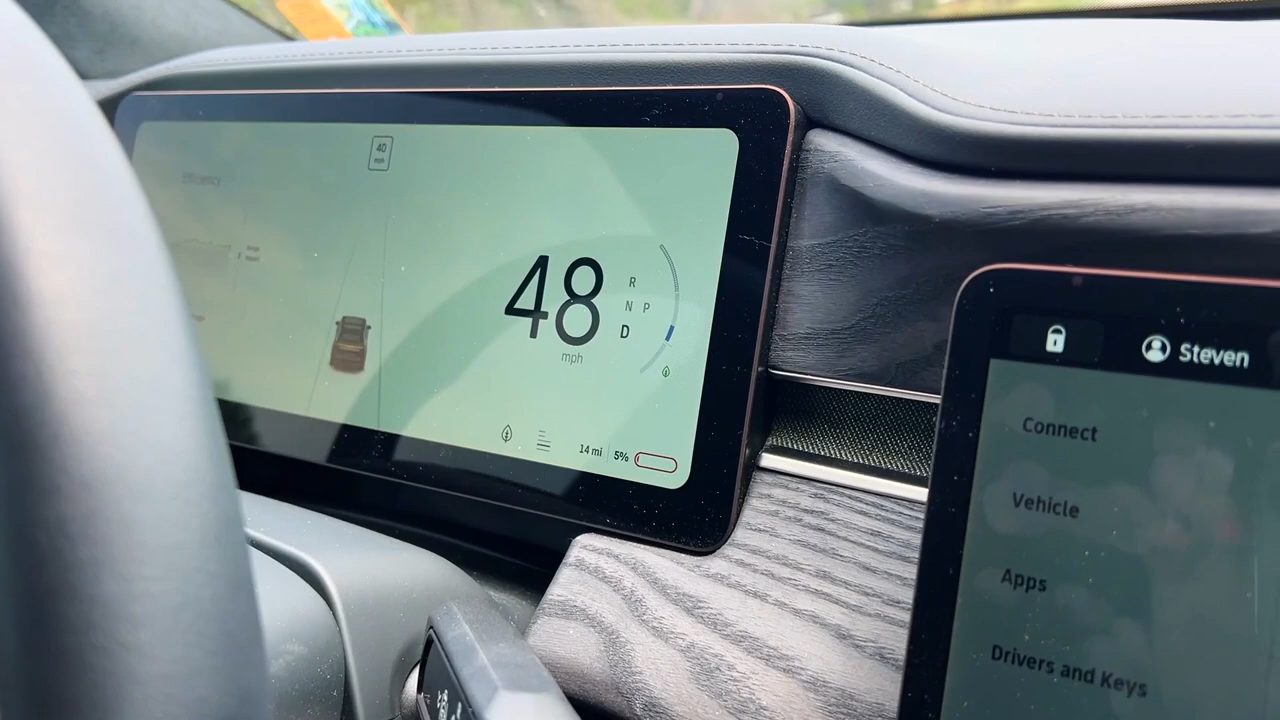 40
mph
Efficiency
48
mph
R
N P
D
14 mi 5%
Steven
Connect
Vehicle
Apps
Drivers and Keys